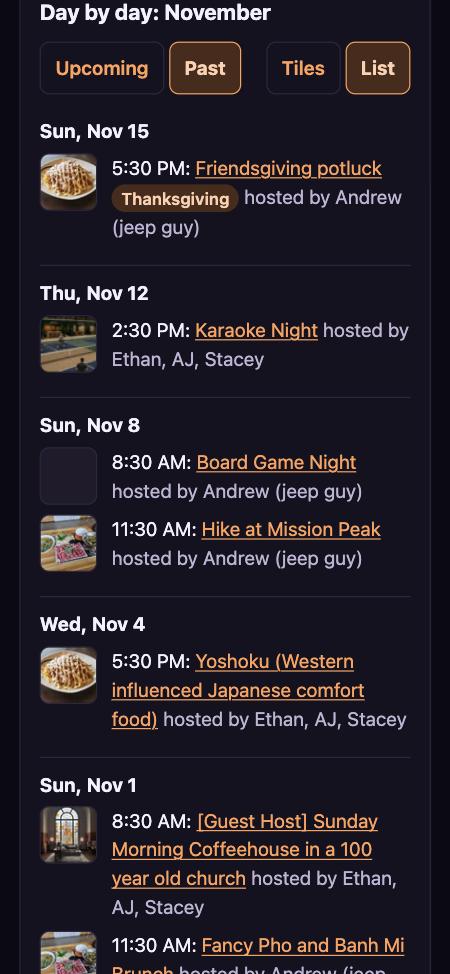 Day by day: November
Upcoming
Past
Tiles
List
Sun, Nov 15
5:30 PM: Friendsgiving potluck
Thanksgiving hosted by Andrew
(jeep guy)
Thu, Nov 12
2:30 PM: Karaoke Night hosted by
Ethan, AJ, Stacey
Sun, Nov 8
8:30 AM: Board Game Night
hosted by Andrew (jeep guy)
11:30 AM: Hike at Mission Peak
hosted by Andrew (jeep guy)
Wed, Nov 4
5:30 PM: Yoshoku (Western
influenced Japanese comfort
food) hosted by Ethan, AJ, Stacey
Sun, Nov 1
8:30 AM: [Guest Host] Sunday
Morning Coffeehouse in a 100
year old church hosted by Ethan,
AJ, Stacey
11:30 AM: Fancy Pho and Banh Mi
Brunch hosted by Andrew (jeep